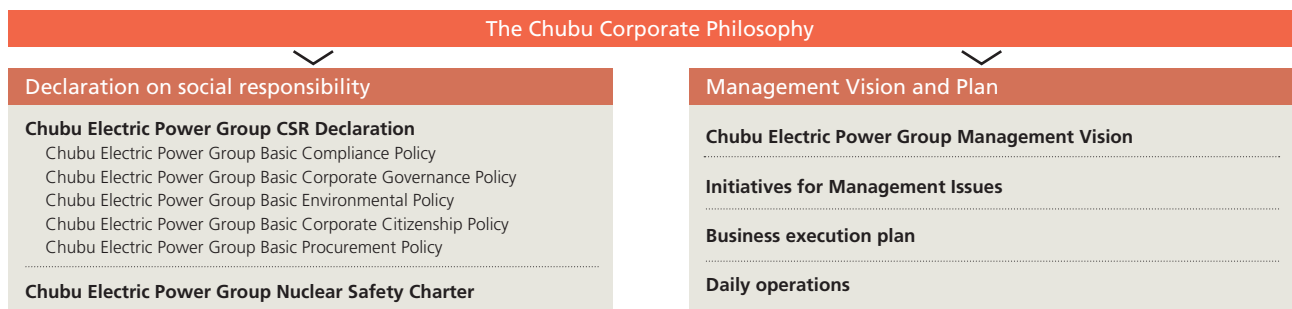 The Chubu Corporate Philosophy
Declaration on social responsibility
Chubu Electric Power Group CSR Declaration
Chubu Electric Power Group Basic Compliance Policy
Chubu Electric Power Group Basic Corporate Governance Policy
Chubu Electric Power Group Basic Environmental Policy
Chubu Electric Power Group Basic Corporate Citizenship Policy
Chubu Electric Power Group Basic Procurement Policy
Chubu Electric Power Group Nuclear Safety Charter
Management Vision and Plan
Chubu Electric Power Group Management Vision
Initiatives for Management Issues
Business execution plan
Daily operations